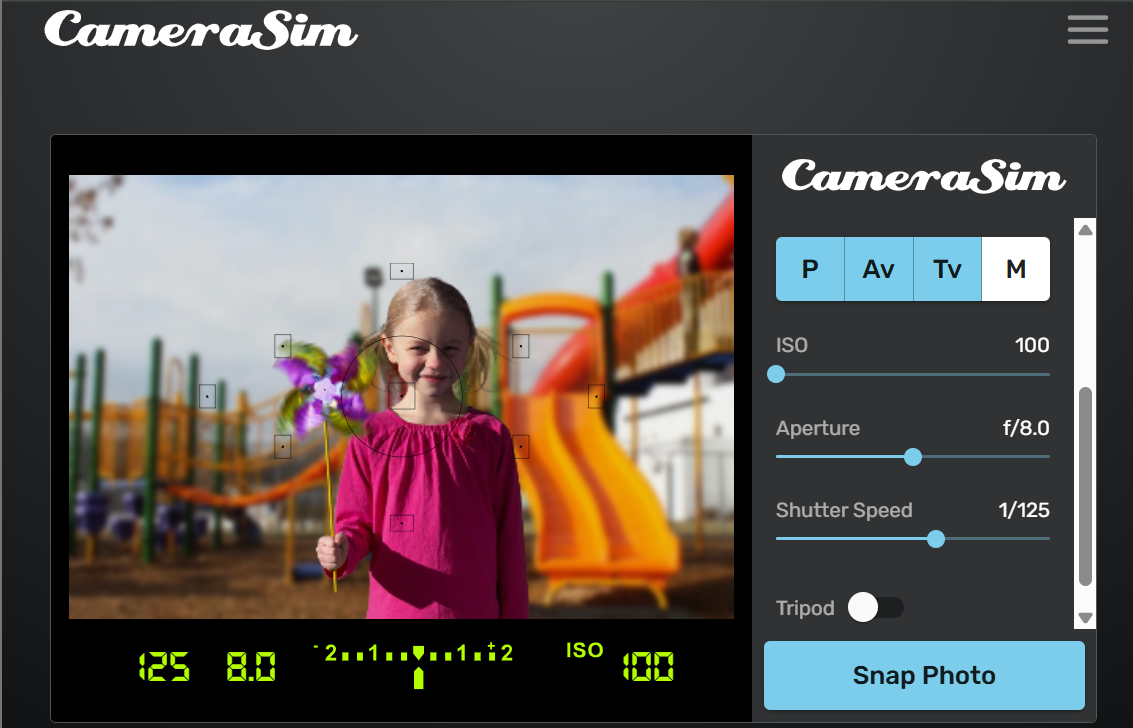 CameraSim
CameraSim
P Av Tv M
ISO 100
Aperture f/8.0
Shutter Speed 1/125
Tripod
Snap Photo
125 8.0 -2..1..▼..1..+2 ISO 100